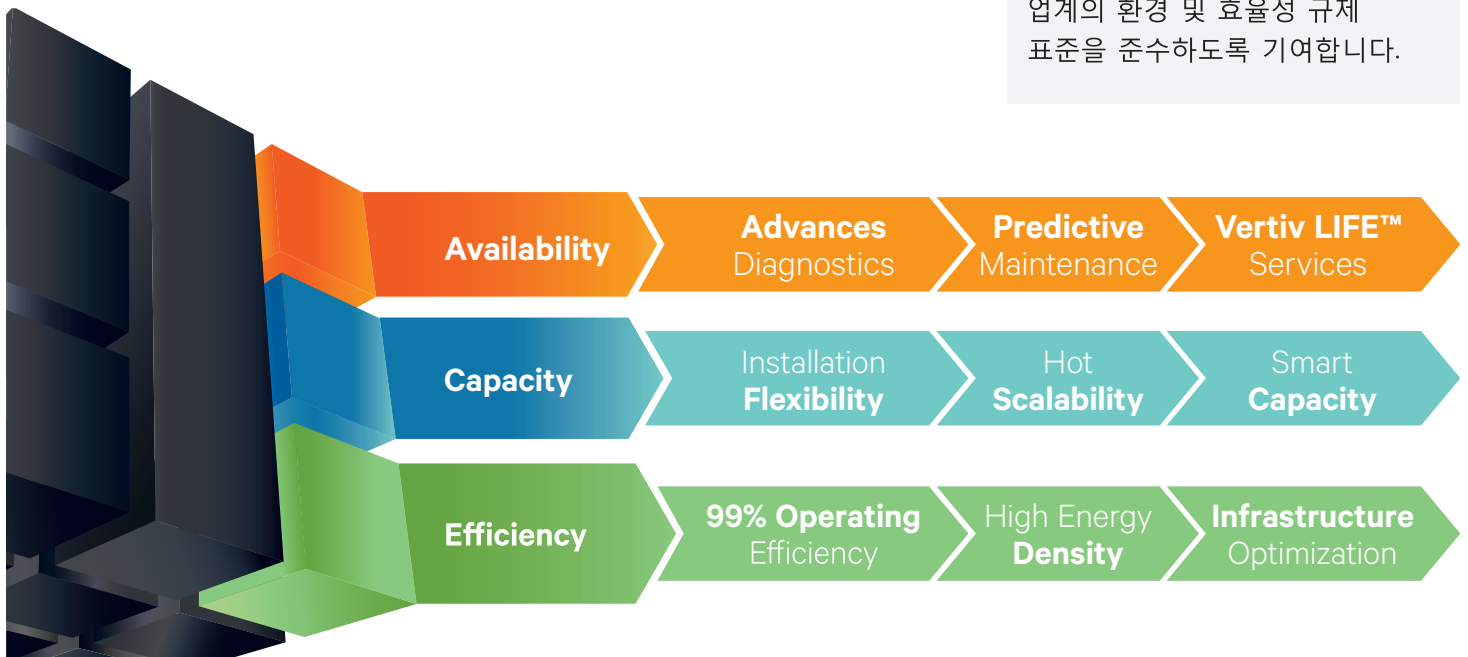 업계의 환경 및 효율성 규제
표준을 준수하도록 기여합니다.
Availability
Advances
Diagnostics
Predictive
Maintenance
Vertiv LIFE™
Services
Capacity
Installation
Flexibility
Hot
Scalability
Smart
Capacity
Efficiency
99% Operating
Efficiency
High Energy
Density
Infrastructure
Optimization